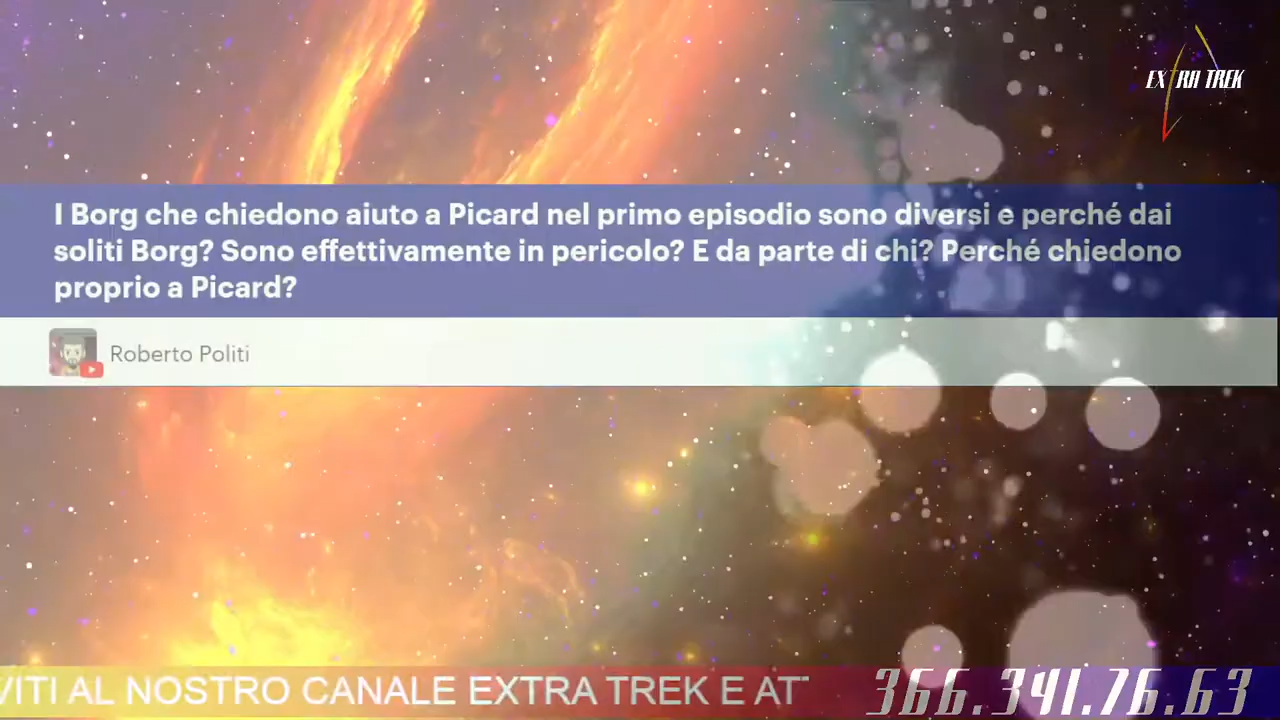 EXTRA TREK
I Borg che chiedono aiuto a Picard nel primo episodio sono diversi e perché dai
soliti Borg? Sono effettivamente in pericolo? E da parte di chi? Perché chiedono
proprio a Picard?
Roberto Politi
VITI AL NOSTRO CANALE EXTRA TREK E AT
366.341.76.63